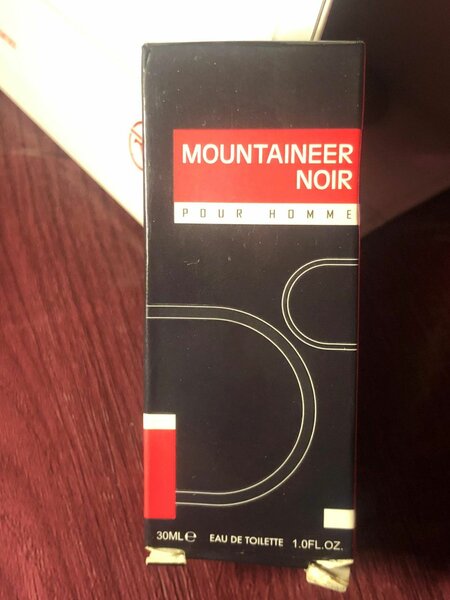 MOUNTAINEER
NOIR
POUR HOMME
30ML℮ EAU DE TOILETTE 1.0FL.OZ.